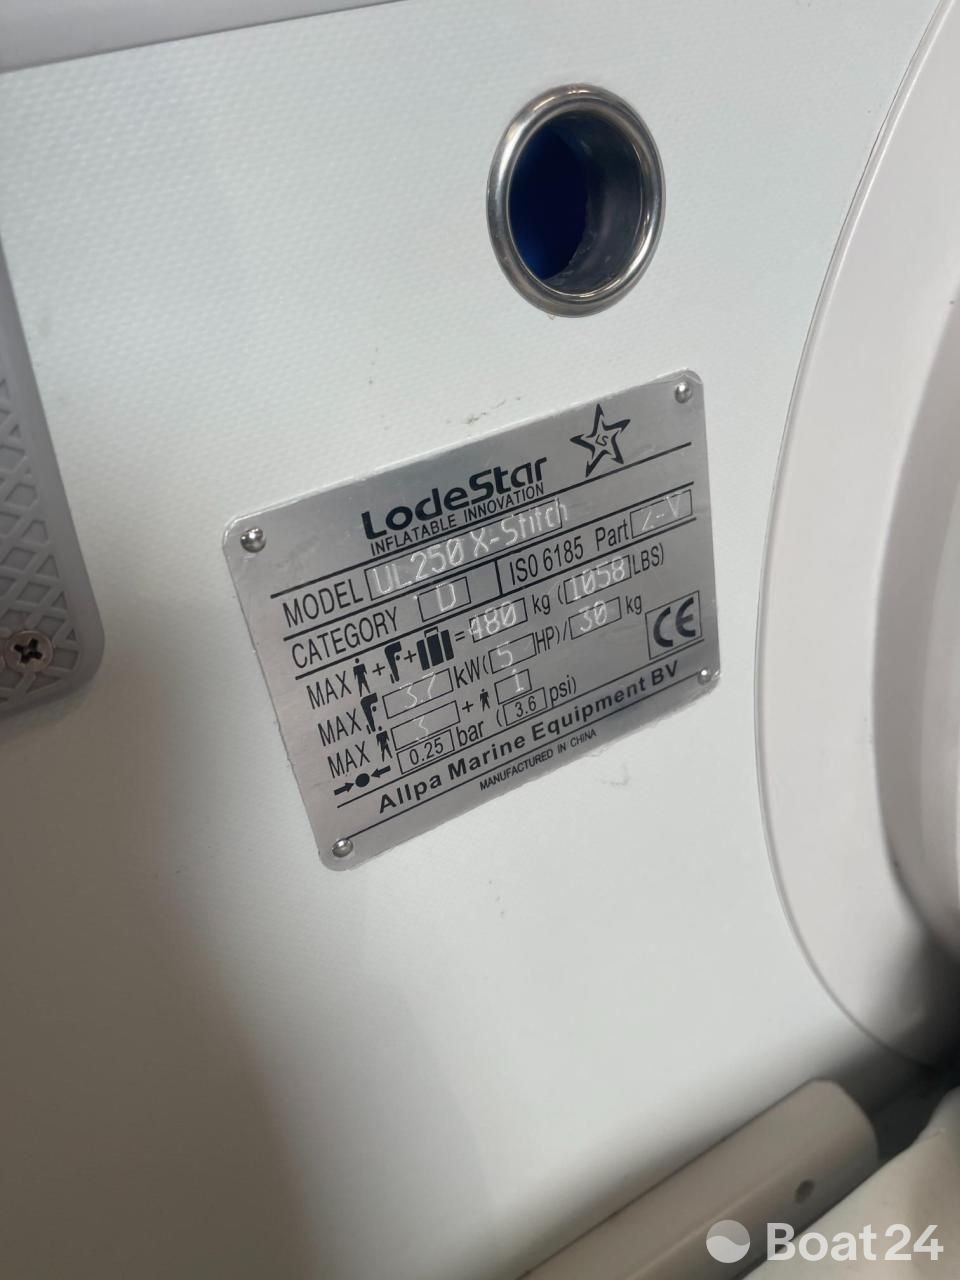 LS
LodeStar
INFLATABLE INNOVATION
MODEL UL250 X-Stitch
CATEGORY D ISO 6185 Part 2-V
MAX + + = 480 kg (1058 LBS)
MAX 3.7 kW( 5 HP)/ 30 kg
MAX 3 + 1 CE
0.25 bar ( 3.6 psi)
Allpa Marine Equipment BV
MANUFACTURED IN CHINA
Boat24